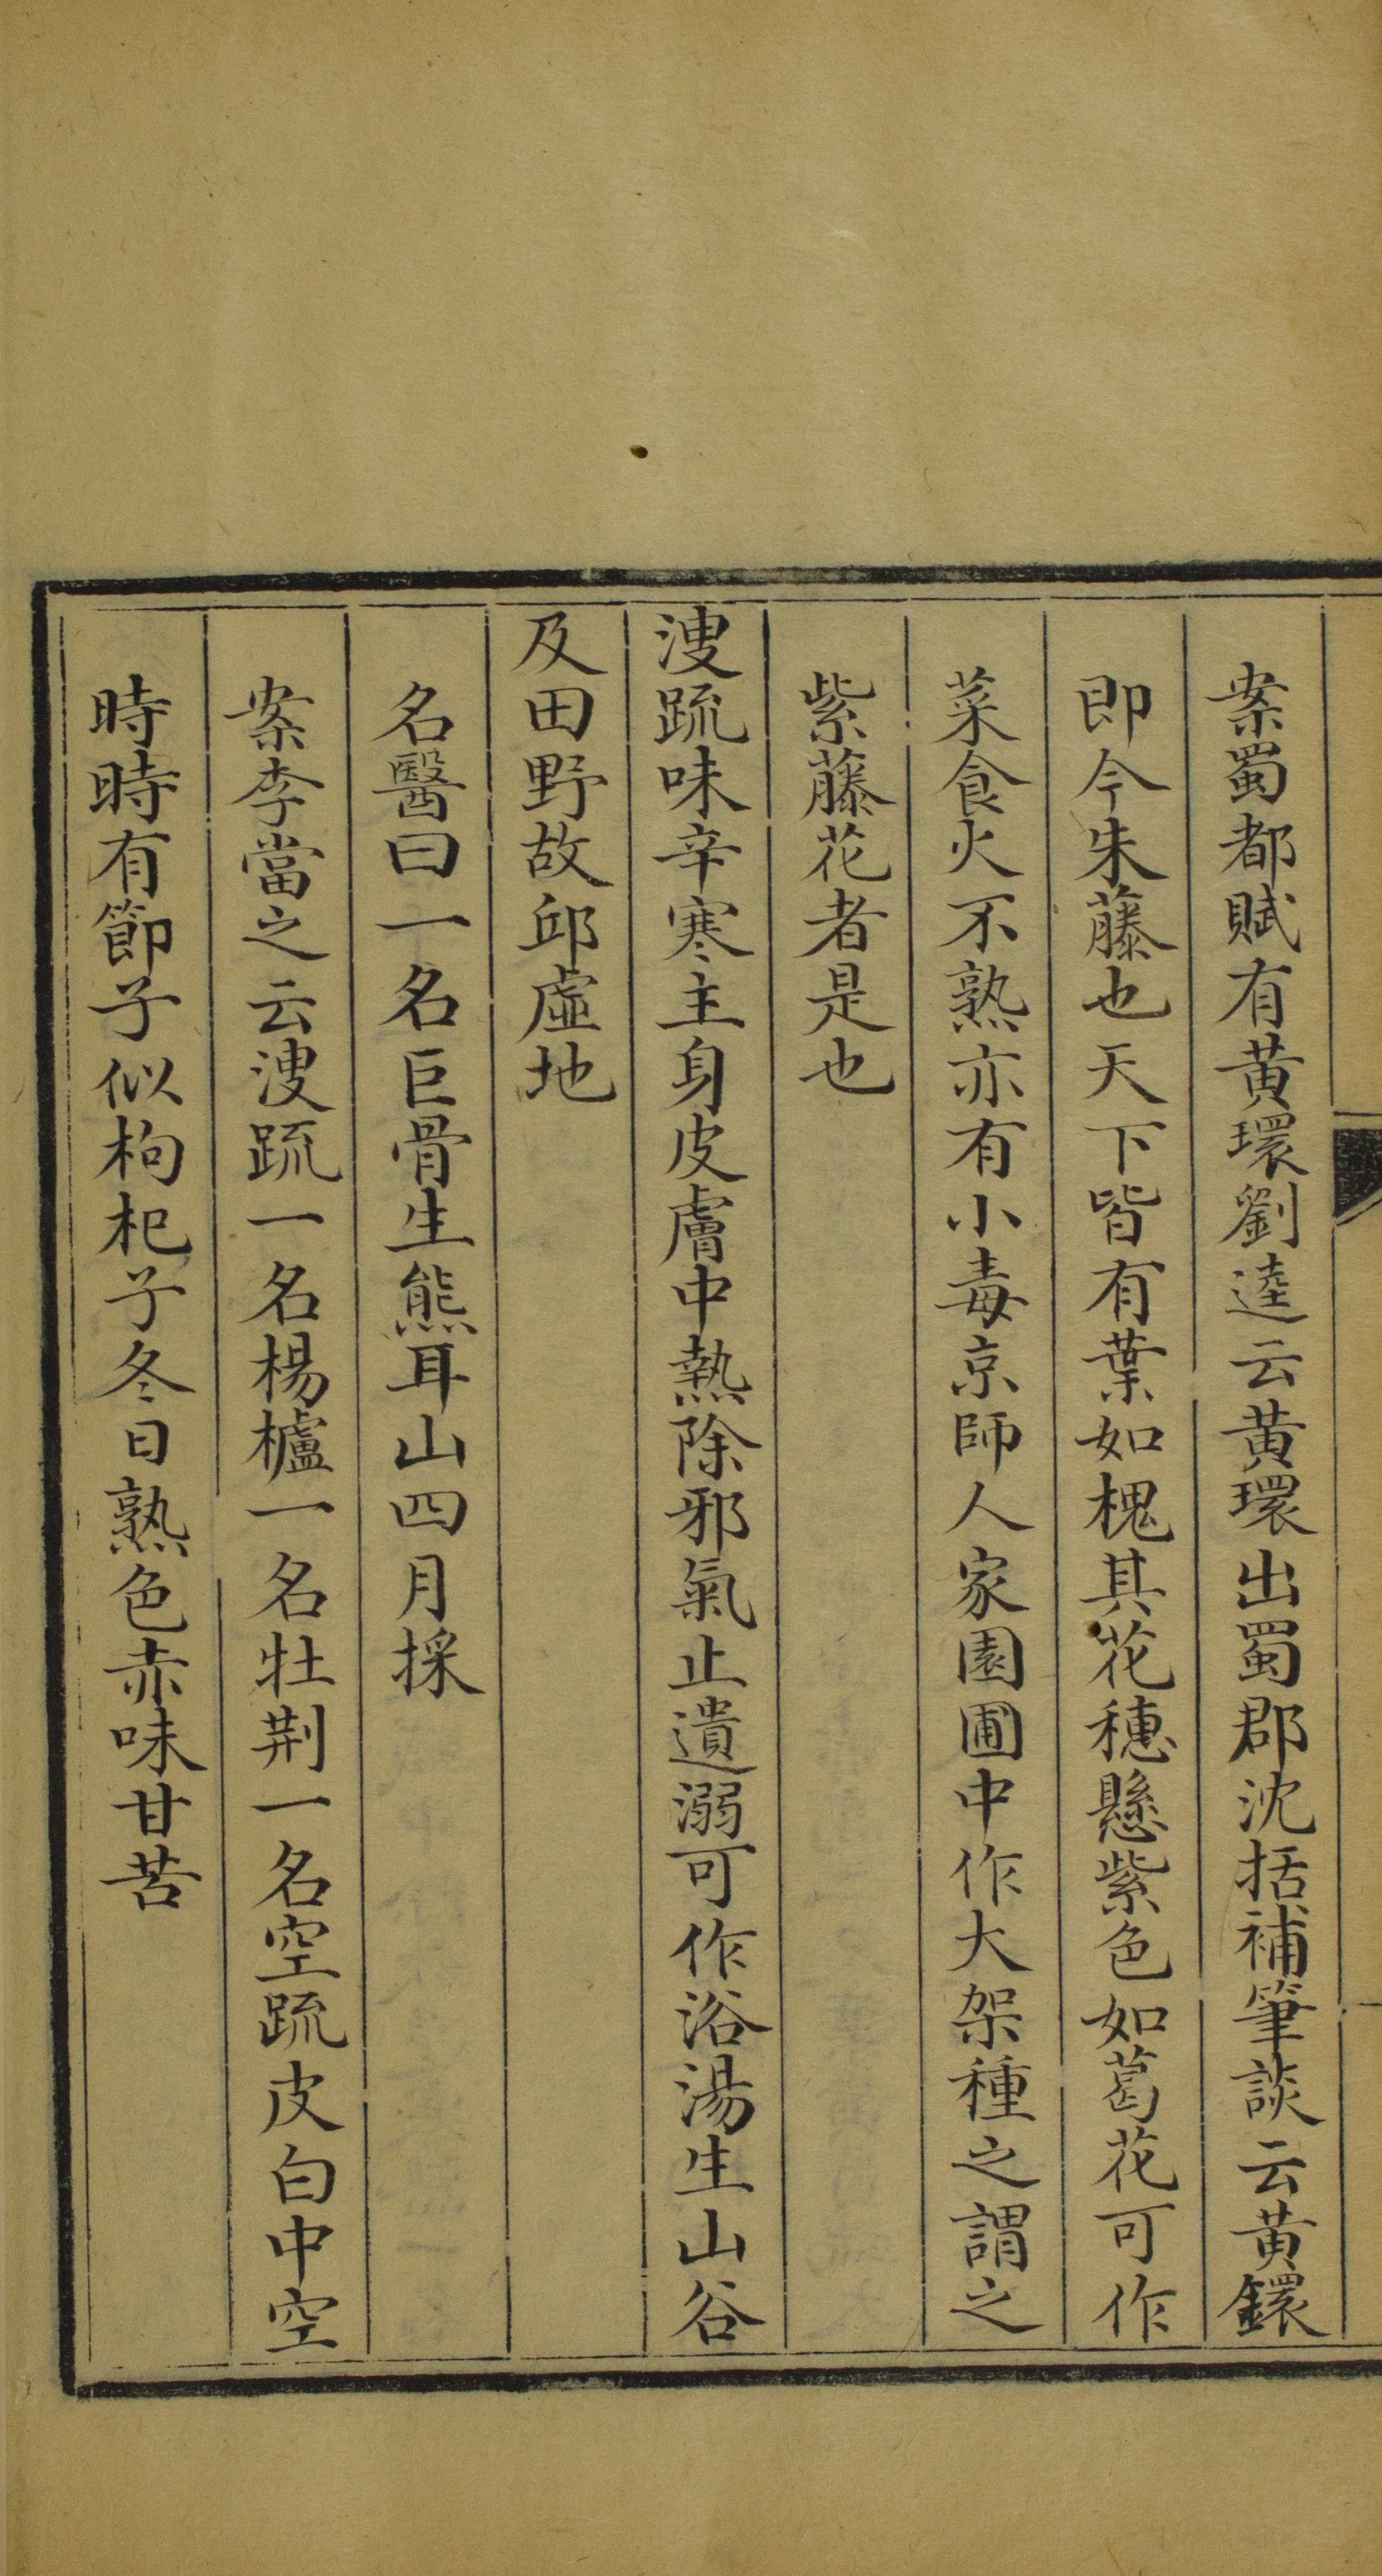 案蜀都賦有黄環劉逵云黄環出蜀郡沈括補筆談云黄鐶
即今朱藤也天下皆有葉如槐其花穗懸紫色如葛花可作
菜食火不熟亦有小毒京師人家園圃中作大架種之謂之
紫藤花者是也
溲疏味辛寒主身皮膚中熱除邪氣止遺溺可作浴湯生山谷
及田野故邱虛地
名醫曰一名巨骨生熊耳山四月採
案李當之云溲疏一名楊櫨一名牡荆一名空疏皮白中空
時時有節子似枸杞子冬日熟色赤味甘苦